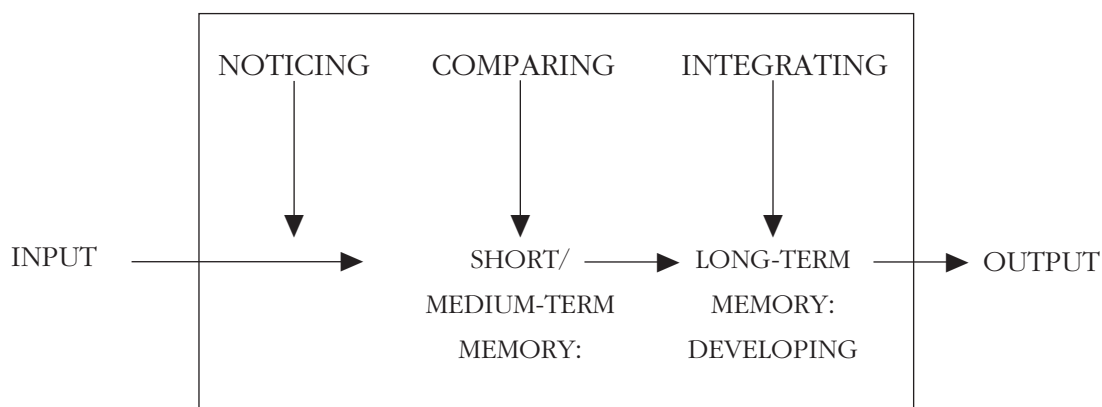 NOTICING COMPARING INTEGRATING
INPUT SHORT/ LONG-TERM OUTPUT
MEDIUM-TERM MEMORY:
MEMORY: DEVELOPING